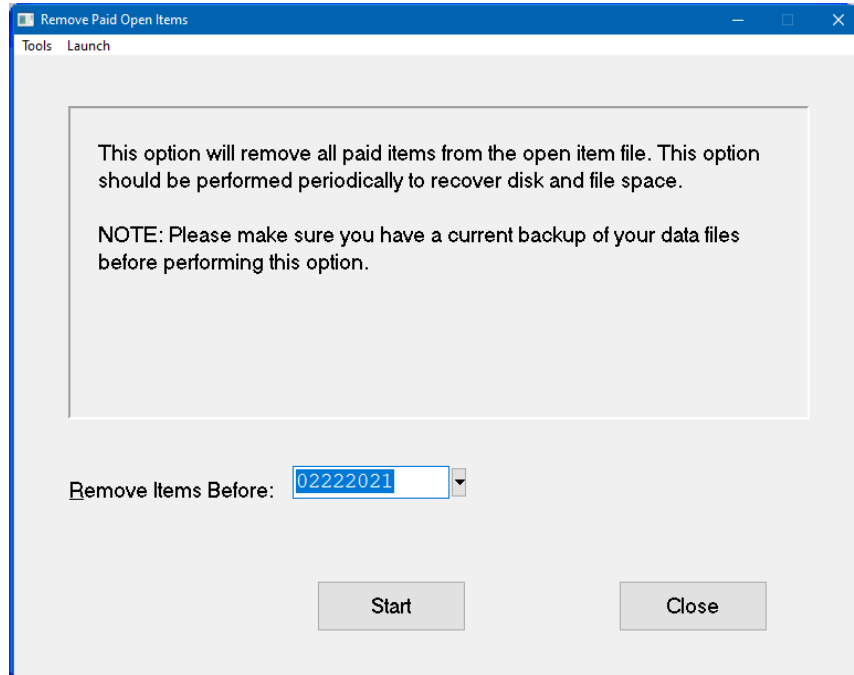 Remove Paid Open Items
Tools Launch
This option will remove all paid items from the open item file. This option
should be performed periodically to recover disk and file space.
NOTE: Please make sure you have a current backup of your data files
before performing this option.
Remove Items Before: 02222021
Start Close